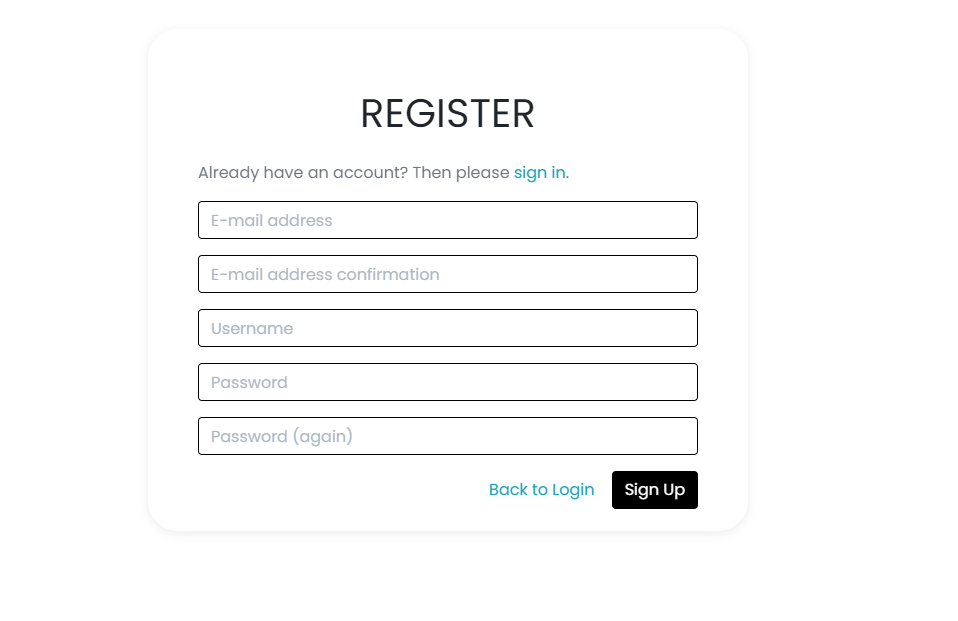 REGISTER
Already have an account? Then please sign in.
E-mail address
E-mail address confirmation
Username
Password
Password (again)
Back to Login Sign Up